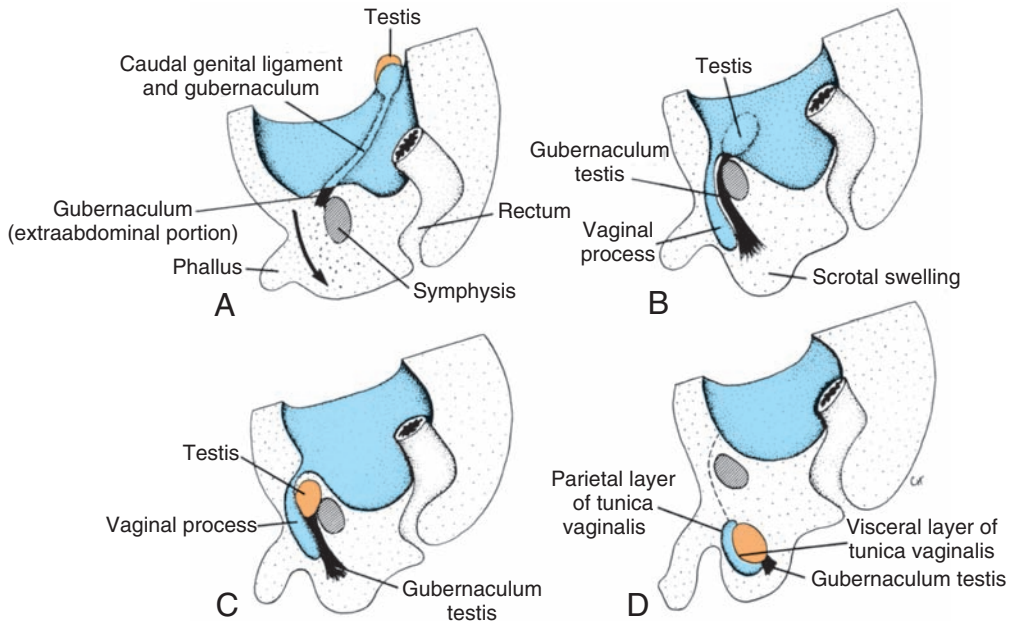 Testis
Caudal genital ligament
and gubernaculum
Gubernaculum
(extraabdominal portion)
Phallus
Rectum
Symphysis
A
Testis
Gubernaculum
testis
Vaginal
process
Scrotal swelling
B
Testis
Vaginal process
Gubernaculum
testis
C
Parietal layer
of tunica
vaginalis
Visceral layer of
tunica vaginalis
Gubernaculum testis
D